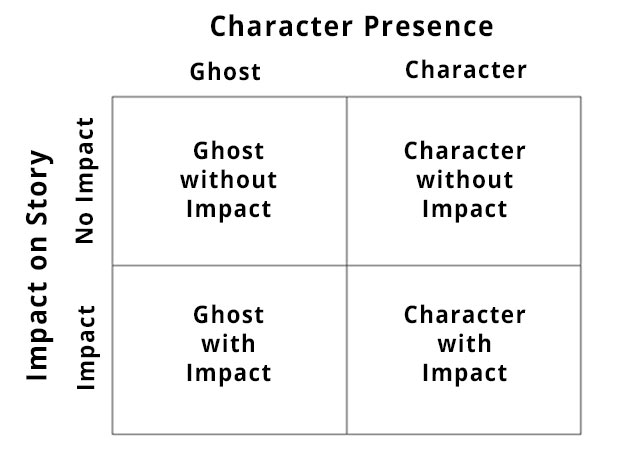 Character Presence
Ghost
Character
Impact on Story
No Impact
Ghost
without
Impact
Character
without
Impact
Impact
Ghost
with
Impact
Character
with
Impact